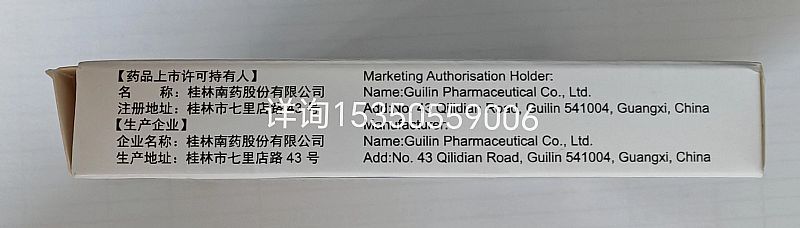 【药品上市许可持有人】
名 称：桂林南药股份有限公司
注册地址：桂林市七里店路 43 号
【生产企业】
企业名称：桂林南药股份有限公司
生产地址：桂林市七里店路 43 号
Marketing Authorisation Holder:
Name:Guilin Pharmaceutical Co., Ltd.
Add:No. 43 Qilidian Road, Guilin 541004, Guangxi, China
Manufacturer:
Name:Guilin Pharmaceutical Co., Ltd.
Add:No. 43 Qilidian Road, Guilin 541004, Guangxi, China
详询15350559006